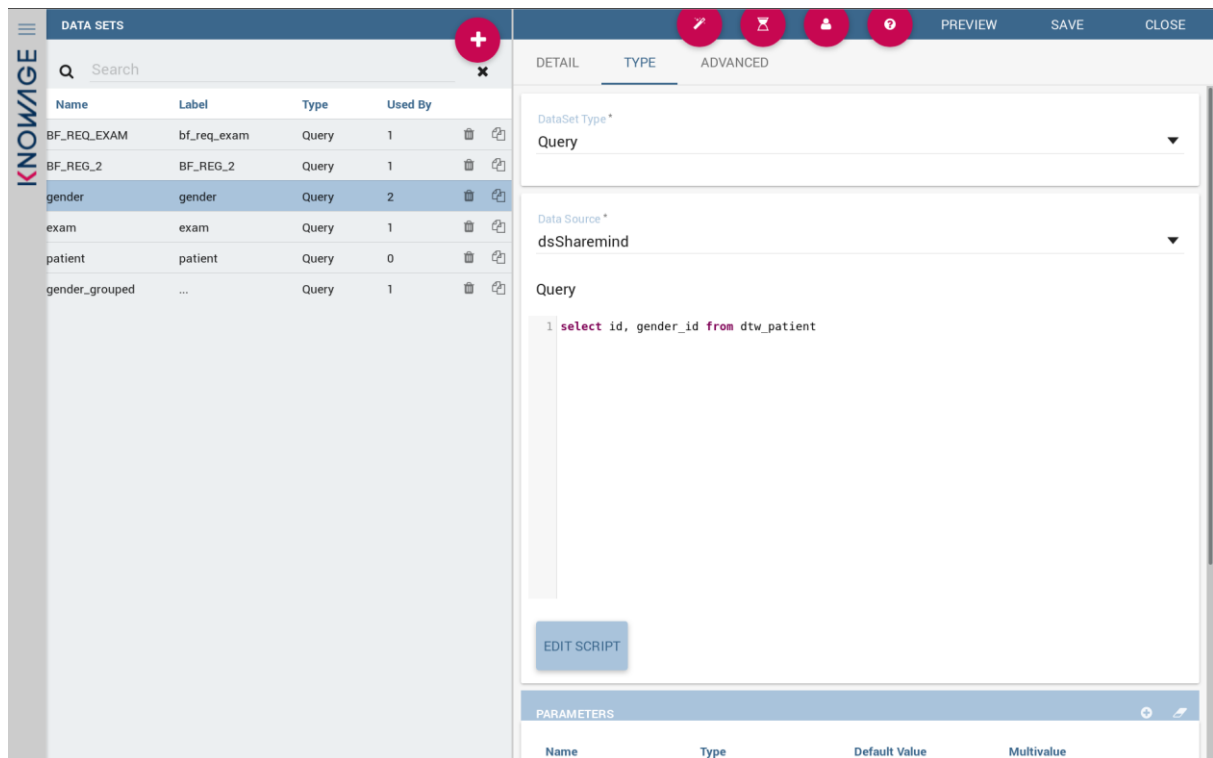 KNOWAGE
DATA SETS
Search
Name Label Type Used By
BF_REQ_EXAM bf_req_exam Query 1
BF_REG_2 BF_REG_2 Query 1
gender gender Query 2
exam exam Query 1
patient patient Query 0
gender_grouped ... Query 1
PREVIEW SAVE CLOSE
DETAIL TYPE ADVANCED
DataSet Type *
Query
Data Source *
dsSharemind
Query
1 select id, gender_id from dtw_patient
EDIT SCRIPT
PARAMETERS
Name Type Default Value Multivalue